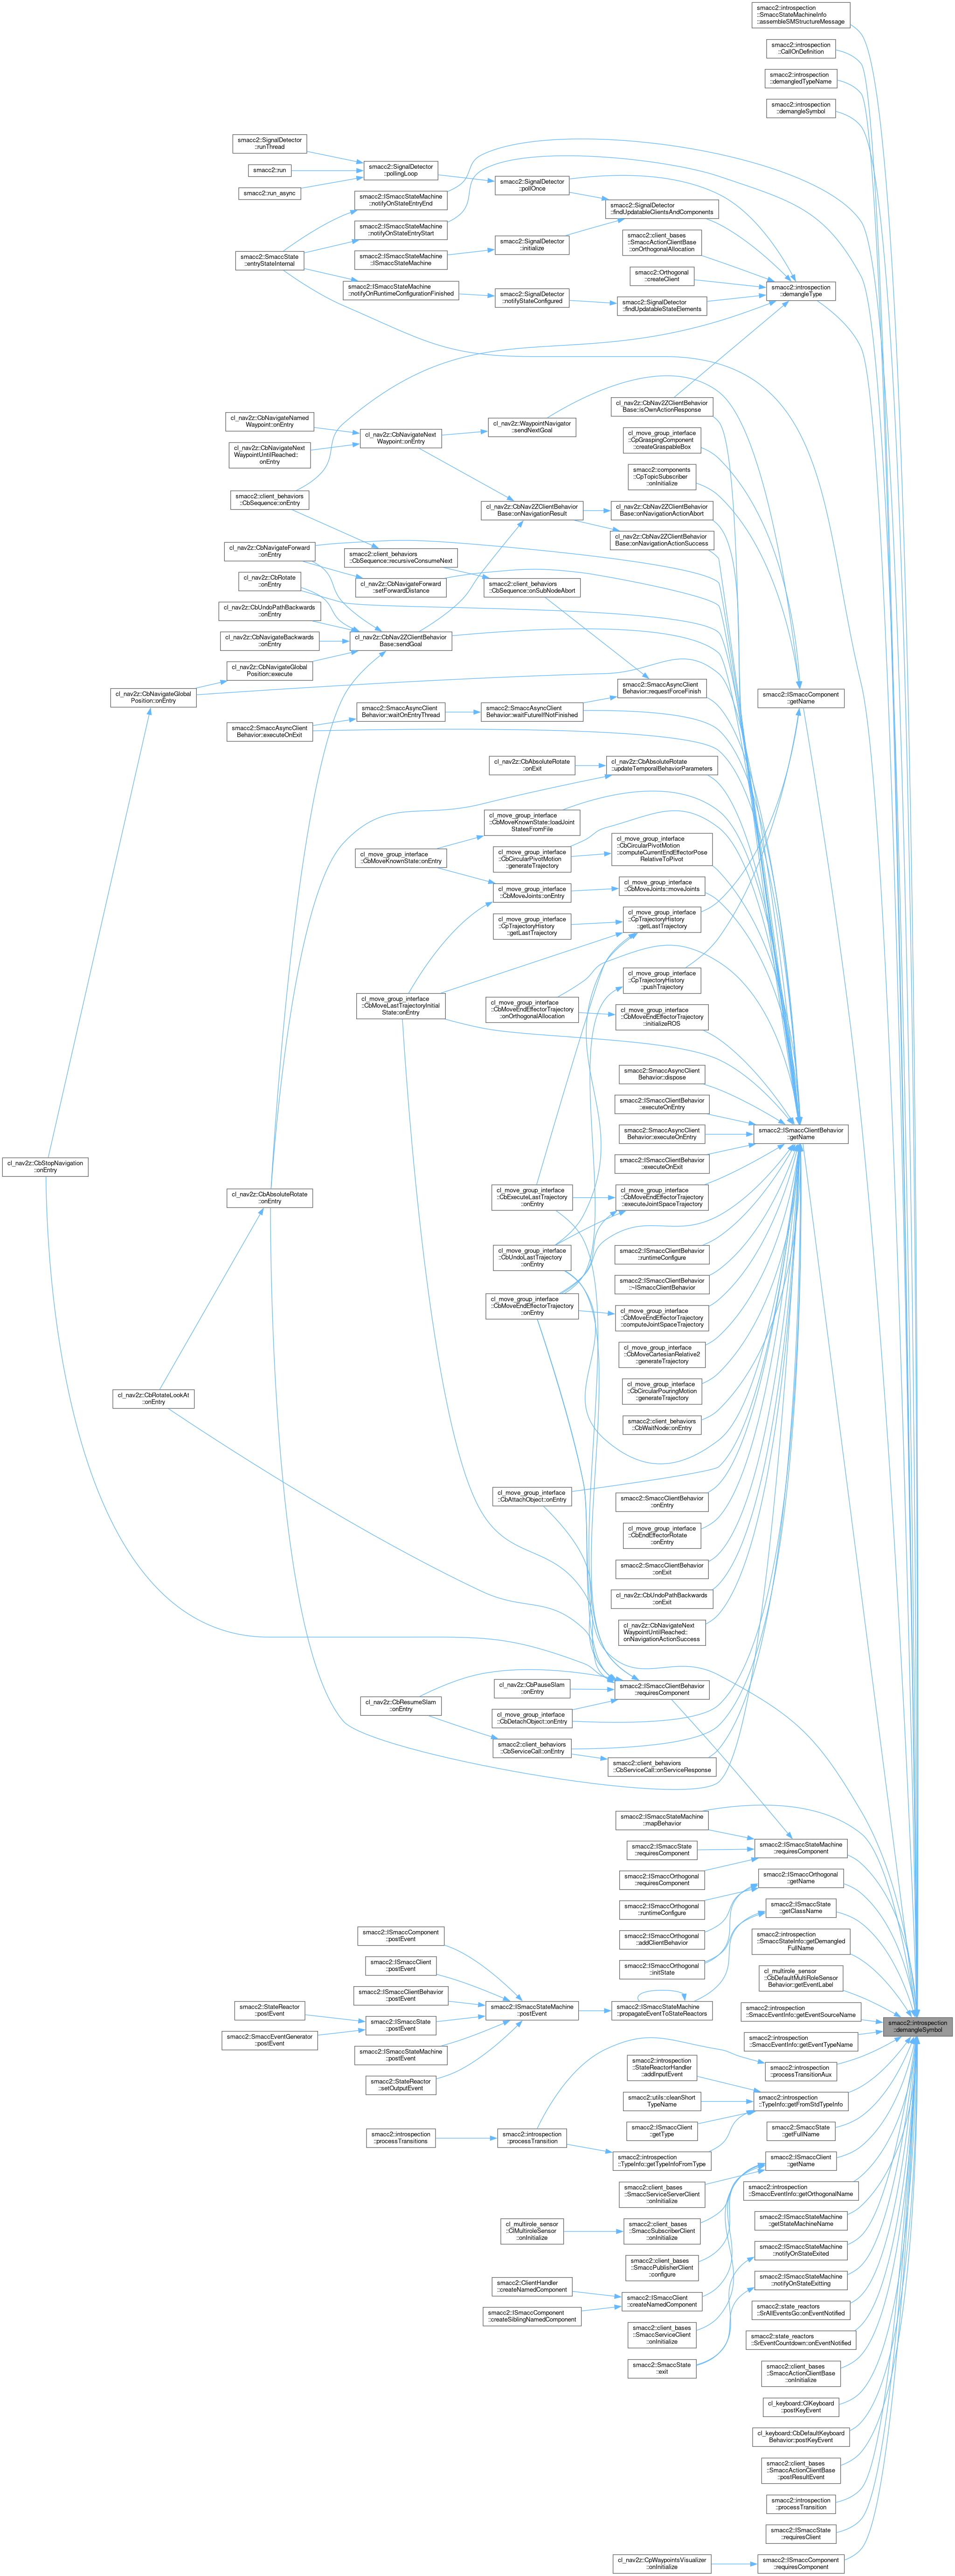 smacc2::introspection
::SmaccStateMachineInfo
::assembleSMStructureMessage
smacc2::introspection
::CallOnDefinition
smacc2::introspection
::demangledTypeName
smacc2::introspection
::demangleSymbol
smacc2::SignalDetector
::runThread
smacc2::run
smacc2::run_async
smacc2::SignalDetector
::pollingLoop
smacc2::ISmaccStateMachine
::notifyOnStateEntryEnd
smacc2::ISmaccStateMachine
::notifyOnStateEntryStart
smacc2::ISmaccStateMachine
::ISmaccStateMachine
smacc2::SmaccState
::entryStateInternal
smacc2::ISmaccStateMachine
::notifyOnRuntimeConfigurationFinished
smacc2::SignalDetector
::pollOnce
smacc2::SignalDetector
::findUpdatableClientsAndComponents
smacc2::SignalDetector
::initialize
smacc2::client_bases
::SmaccActionClientBase
::onOrthogonalAllocation
smacc2::Orthogonal
::createClient
smacc2::SignalDetector
::notifyStateConfigured
smacc2::SignalDetector
::findUpdatableStateElements
smacc2::introspection
::demangleType
cl_nav2z::CbNav2ZClientBehavior
Base::isOwnActionResponse
cl_nav2z::CbNavigateNamed
Waypoint::onEntry
cl_nav2z::CbNavigateNext
WaypointUntilReached::
onEntry
cl_nav2z::CbNavigateNext
Waypoint::onEntry
cl_nav2z::WaypointNavigator
::sendNextGoal
cl_move_group_interface
::CpGraspingComponent
::createGraspableBox
smacc2::components
::CpTopicSubscriber
::onInitialize
smacc2::client_behaviors
::CbSequence::onEntry
cl_nav2z::CbNav2ZClientBehavior
Base::onNavigationResult
cl_nav2z::CbNav2ZClientBehavior
Base::onNavigationActionAbort
cl_nav2z::CbNav2ZClientBehavior
Base::onNavigationActionSuccess
cl_nav2z::CbNavigateForward
::onEntry
smacc2::client_behaviors
::CbSequence::recursiveConsumeNext
cl_nav2z::CbRotate
::onEntry
cl_nav2z::CbNavigateForward
::setForwardDistance
smacc2::client_behaviors
::CbSequence::onSubNodeAbort
cl_nav2z::CbUndoPathBackwards
::onEntry
cl_nav2z::CbNavigateBackwards
::onEntry
cl_nav2z::CbNav2ZClientBehavior
Base::sendGoal
cl_nav2z::CbNavigateGlobal
Position::execute
cl_nav2z::CbNavigateGlobal
Position::onEntry
smacc2::SmaccAsyncClient
Behavior::requestForceFinish
smacc2::ISmaccComponent
::getName
smacc2::SmaccAsyncClient
Behavior::executeOnExit
smacc2::SmaccAsyncClient
Behavior::waitOnEntryThread
smacc2::SmaccAsyncClient
Behavior::waitFutureIfNotFinished
cl_nav2z::CbAbsoluteRotate
::onExit
cl_nav2z::CbAbsoluteRotate
::updateTemporalBehaviorParameters
cl_move_group_interface
::CbMoveKnownState::loadJoint
StatesFromFile
cl_move_group_interface
::CbMoveKnownState::onEntry
cl_move_group_interface
::CbCircularPivotMotion
::generateTrajectory
cl_move_group_interface
::CbCircularPivotMotion
::computeCurrentEndEffectorPose
RelativeToPivot
cl_move_group_interface
::CbMoveJoints::onEntry
cl_move_group_interface
::CbMoveJoints::moveJoints
cl_move_group_interface
::CpTrajectoryHistory
::getLastTrajectory
cl_move_group_interface
::CpTrajectoryHistory
::getLastTrajectory
cl_move_group_interface
::CpTrajectoryHistory
::pushTrajectory
cl_move_group_interface
::CbMoveLastTrajectoryInitial
State::onEntry
cl_move_group_interface
::CbMoveEndEffectorTrajectory
::onOrthogonalAllocation
cl_move_group_interface
::CbMoveEndEffectorTrajectory
::initializeROS
smacc2::SmaccAsyncClient
Behavior::dispose
smacc2::ISmaccClientBehavior
::executeOnEntry
smacc2::SmaccAsyncClient
Behavior::executeOnEntry
smacc2::ISmaccClientBehavior
::getName
cl_nav2z::CbStopNavigation
::onEntry
smacc2::ISmaccClientBehavior
::executeOnExit
cl_nav2z::CbAbsoluteRotate
::onEntry
cl_move_group_interface
::CbExecuteLastTrajectory
::onEntry
cl_move_group_interface
::CbMoveEndEffectorTrajectory
::executeJointSpaceTrajectory
cl_move_group_interface
::CbUndoLastTrajectory
::onEntry
smacc2::ISmaccClientBehavior
::runtimeConfigure
smacc2::ISmaccClientBehavior
::~ISmaccClientBehavior
cl_move_group_interface
::CbMoveEndEffectorTrajectory
::onEntry
cl_move_group_interface
::CbMoveEndEffectorTrajectory
::computeJointSpaceTrajectory
cl_move_group_interface
::CbMoveCartesianRelative2
::generateTrajectory
cl_move_group_interface
::CbCircularPouringMotion
::generateTrajectory
cl_nav2z::CbRotateLookAt
::onEntry
smacc2::client_behaviors
::CbWaitNode::onEntry
cl_move_group_interface
::CbAttachObject::onEntry
smacc2::SmaccClientBehavior
::onEntry
cl_move_group_interface
::CbEndEffectorRotate
::onEntry
smacc2::SmaccClientBehavior
::onExit
cl_nav2z::CbUndoPathBackwards
::onExit
cl_nav2z::CbNavigateNext
WaypointUntilReached::
onNavigationActionSuccess
cl_nav2z::CbPauseSlam
::onEntry
smacc2::ISmaccClientBehavior
::requiresComponent
cl_nav2z::CbResumeSlam
::onEntry
cl_move_group_interface
::CbDetachObject::onEntry
smacc2::client_behaviors
::CbServiceCall::onEntry
smacc2::client_behaviors
::CbServiceCall::onServiceResponse
smacc2::ISmaccStateMachine
::mapBehavior
smacc2::ISmaccState
::requiresComponent
smacc2::ISmaccStateMachine
::requiresComponent
smacc2::ISmaccOrthogonal
::requiresComponent
smacc2::ISmaccOrthogonal
::getName
smacc2::ISmaccOrthogonal
::runtimeConfigure
smacc2::ISmaccState
::getClassName
smacc2::ISmaccOrthogonal
::addClientBehavior
smacc2::ISmaccOrthogonal
::initState
smacc2::introspection
::SmaccStateInfo::getDemangled
FullName
smacc2::ISmaccComponent
::postEvent
smacc2::ISmaccClient
::postEvent
smacc2::ISmaccClientBehavior
::postEvent
cl_multirole_sensor
::CbDefaultMultiRoleSensor
Behavior::getEventLabel
smacc2::StateReactor
::postEvent
smacc2::ISmaccState
::postEvent
smacc2::ISmaccStateMachine
::postEvent
smacc2::ISmaccStateMachine
::propagateEventToStateReactors
smacc2::introspection
::SmaccEventInfo::getEventSourceName
smacc2::introspection
::demangleSymbol
smacc2::SmaccEventGenerator
::postEvent
smacc2::ISmaccStateMachine
::postEvent
smacc2::introspection
::SmaccEventInfo::getEventTypeName
smacc2::StateReactor
::setOutputEvent
smacc2::introspection
::StateReactorHandler
::addInputEvent
smacc2::introspection
::processTransitionAux
smacc2::utils::cleanShort
TypeName
smacc2::introspection
::TypeInfo::getFromStdTypeInfo
smacc2::ISmaccClient
::getType
smacc2::SmaccState
::getFullName
smacc2::introspection
::processTransitions
smacc2::introspection
::processTransition
smacc2::introspection
::TypeInfo::getTypeInfoFromType
smacc2::ISmaccClient
::getName
smacc2::client_bases
::SmaccServiceServerClient
::onInitialize
smacc2::introspection
::SmaccEventInfo::getOrthogonalName
cl_multirole_sensor
::ClMultiroleSensor
::onInitialize
smacc2::client_bases
::SmaccSubscriberClient
::onInitialize
smacc2::ISmaccStateMachine
::getStateMachineName
smacc2::client_bases
::SmaccPublisherClient
::configure
smacc2::ISmaccStateMachine
::notifyOnStateExited
smacc2::ClientHandler
::createNamedComponent
smacc2::ISmaccClient
::createNamedComponent
smacc2::ISmaccStateMachine
::notifyOnStateExitting
smacc2::ISmaccComponent
::createSiblingNamedComponent
smacc2::client_bases
::SmaccServiceClient
::onInitialize
smacc2::state_reactors
::SrAllEventsGo::onEventNotified
smacc2::SmaccState
::exit
smacc2::state_reactors
::SrEventCountdown::onEventNotified
smacc2::client_bases
::SmaccActionClientBase
::onInitialize
cl_keyboard::ClKeyboard
::postKeyEvent
cl_keyboard::CbDefaultKeyboard
Behavior::postKeyEvent
smacc2::client_bases
::SmaccActionClientBase
::postResultEvent
smacc2::introspection
::processTransition
smacc2::ISmaccState
::requiresClient
cl_nav2z::CpWaypointsVisualizer
::onInitialize
smacc2::ISmaccComponent
::requiresComponent